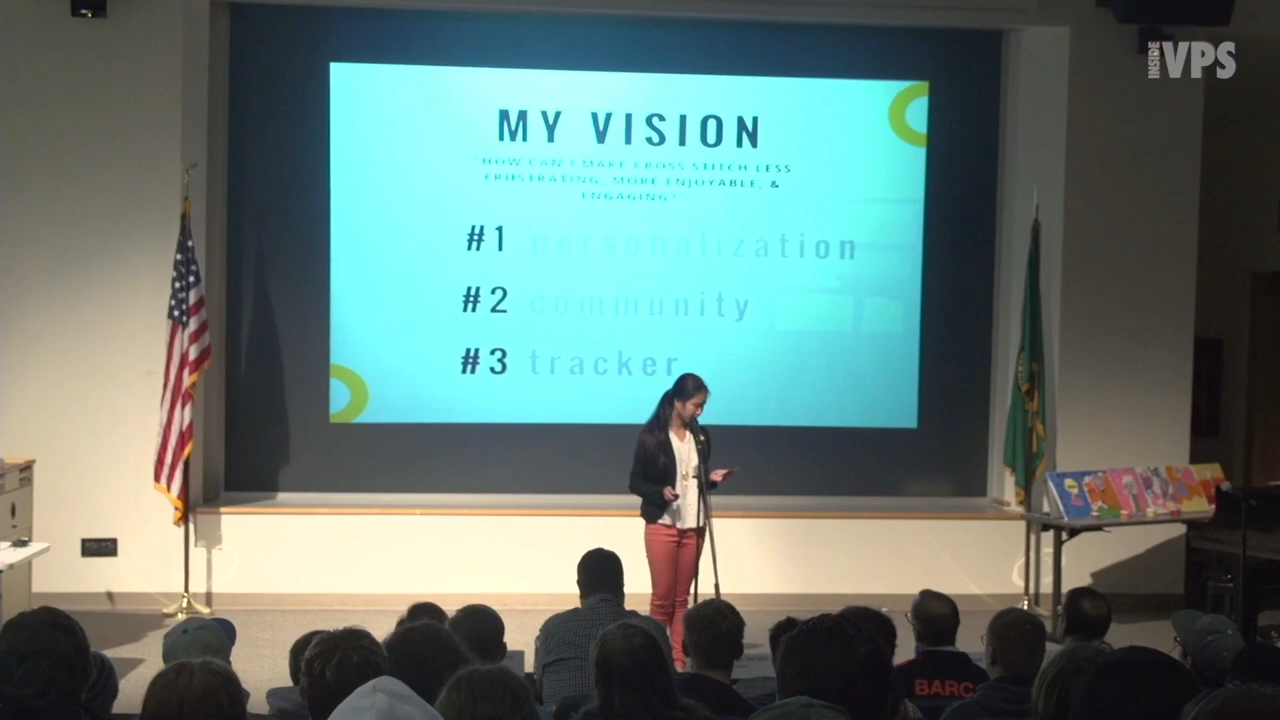 INSIDE VPS
MY VISION
"HOW CAN I MAKE CROSS STITCH LESS
FRUSTRATING, MORE ENJOYABLE, &
ENGAGING?"
#1 personalization
#2 community
#3 tracker
BARC